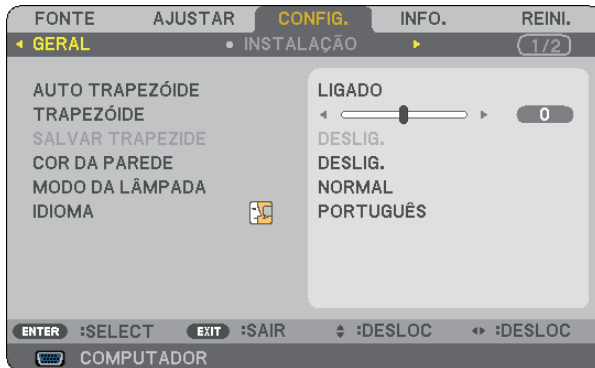 FONTE AJUSTAR CONFIG. INFO. REINI.
GERAL • INSTALAÇÃO 1/2
AUTO TRAPEZÓIDE LIGADO
TRAPEZÓIDE 0
SALVAR TRAPEZIDE DESLIG.
COR DA PAREDE DESLIG.
MODO DA LÂMPADA NORMAL
IDIOMA PORTUGUÊS
ENTER :SELECT EXIT :SAIR :DESLOC :DESLOC
COMPUTADOR